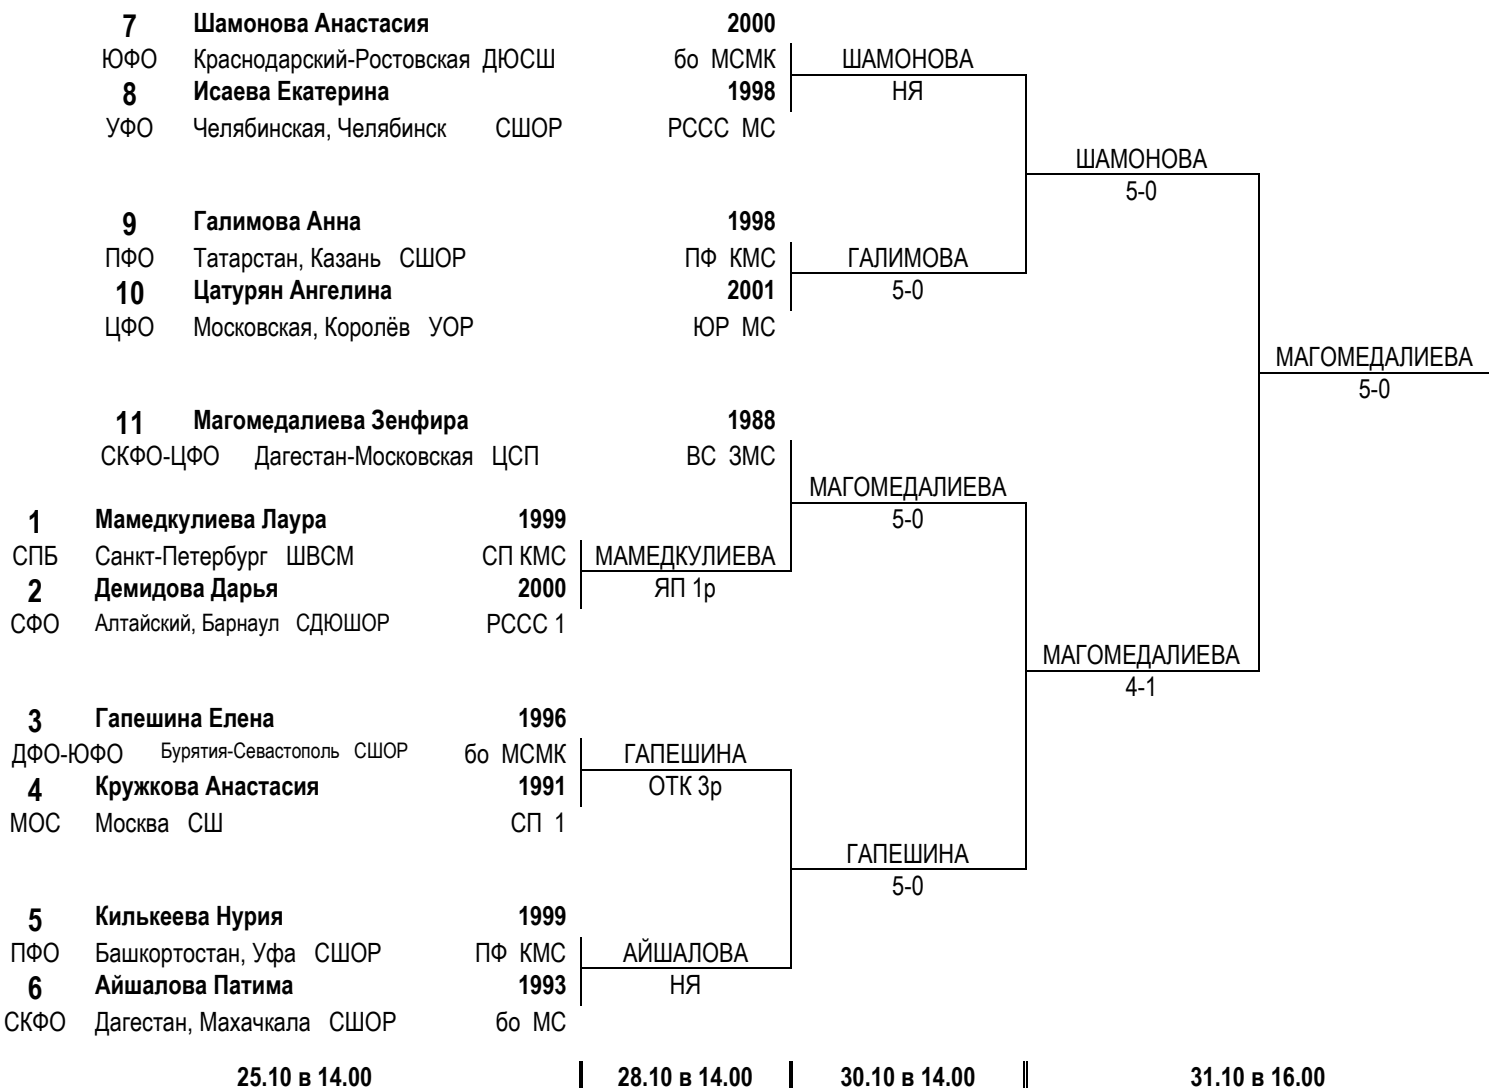 7 Шамонова Анастасия 2000
ЮФО Краснодарский-Ростовская ДЮСШ бо МСМК ШАМОНОВА
8 Исаева Екатерина 1998 НЯ
УФО Челябинская, Челябинск СШОР РССС МС
ШАМОНОВА
5-0
9 Галимова Анна 1998
ПФО Татарстан, Казань СШОР ПФ КМС ГАЛИМОВА
10 Цатурян Ангелина 2001 5-0
ЦФО Московская, Королёв УОР ЮР МС
МАГОМЕДАЛИЕВА
5-0
11 Магомедалиева Зенфира 1988
СКФО-ЦФО Дагестан-Московская ЦСП ВС ЗМС
МАГОМЕДАЛИЕВА
1 Мамедкулиева Лаура 1999 5-0
СПБ Санкт-Петербург ШВСМ СП КМС МАМЕДКУЛИЕВА
2 Демидова Дарья 2000 ЯП 1р
СФО Алтайский, Барнаул СДЮШОР РССС 1
МАГОМЕДАЛИЕВА
4-1
3 Гапешина Елена 1996
ДФО-ЮФО Бурятия-Севастополь СШОР бо МСМК ГАПЕШИНА
4 Кружкова Анастасия 1991 ОТК 3р
МОС Москва СШ СП 1
ГАПЕШИНА
5-0
5 Килькеева Нурия 1999
ПФО Башкортостан, Уфа СШОР ПФ КМС АЙШАЛОВА
6 Айшалова Патима 1993 НЯ
СКФО Дагестан, Махачкала СШОР бо МС
25.10 в 14.00 28.10 в 14.00 30.10 в 14.00 31.10 в 16.00